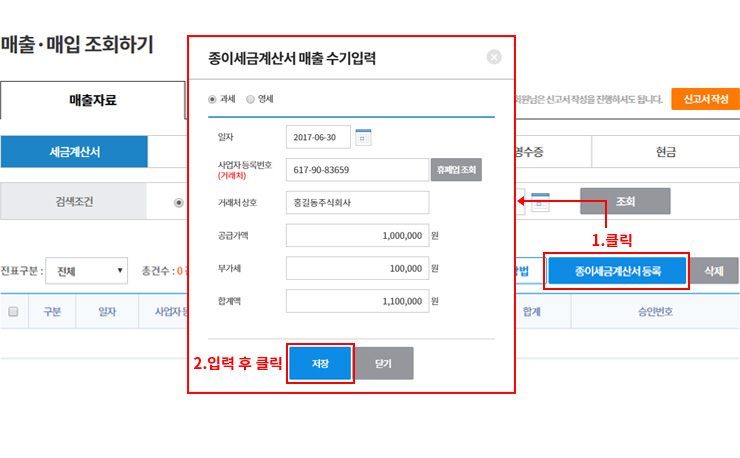 매출·매입 조회하기
종이세금계산서 매출 수기입력
매출자료
과세 영세
회원님은 신고서 작성을 진행하셔도 됩니다.
신고서 작성
일자 2017-06-30
세금계산서
영수증
현금
사업자 등록번호 617-90-83659 휴폐업 조회
(거래처)
검색조건
거래처 상호 홍길동주식회사
조회
공급가액 1,000,000 원
1.클릭
전표구분 : 전체 총건수 : 0
부가세 100,000 원
종이세금계산서 등록
삭제
합계액 1,100,000 원
구분 일자 사업자 합계 승인번호
2.입력 후 클릭
저장
닫기